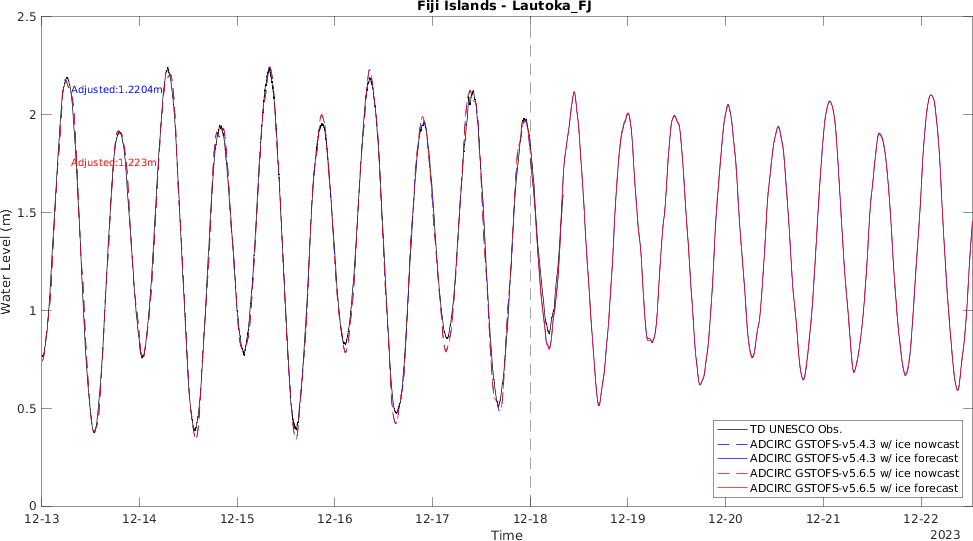 Fiji Islands - Lautoka_FJ
2.5
2
1.5
1
0.5
0
Water Level (m)
Adjusted:1.2204m
Adjusted:1.223m
TD UNESCO Obs.
ADCIRC GSTOFS-v5.4.3 w/ ice nowcast
ADCIRC GSTOFS-v5.4.3 w/ ice forecast
ADCIRC GSTOFS-v5.6.5 w/ ice nowcast
ADCIRC GSTOFS-v5.6.5 w/ ice forecast
12-13 12-14 12-15 12-16 12-17 12-18 12-19 12-20 12-21 12-22
Time
2023